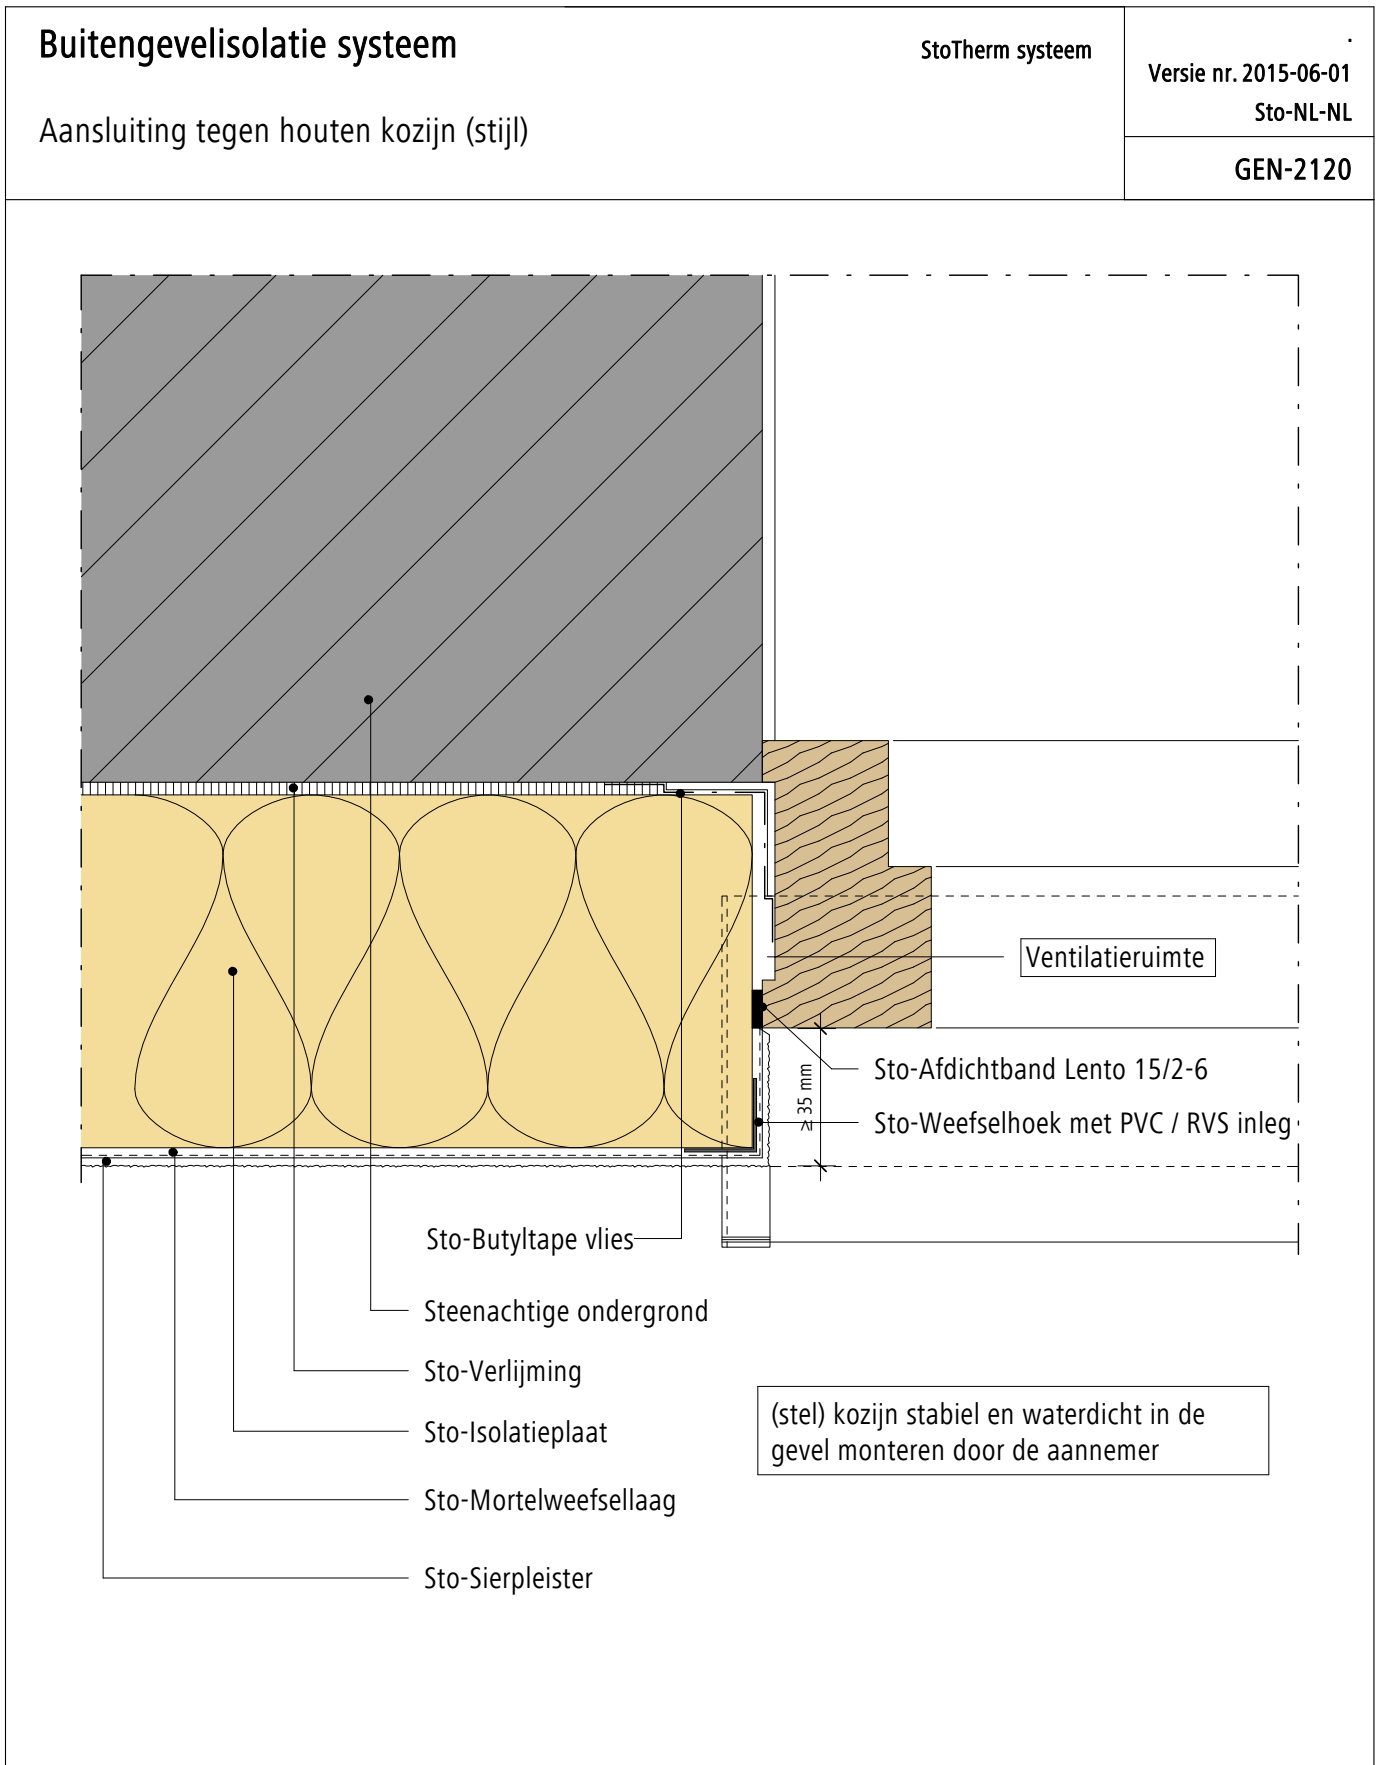 Buitengevelisolatie systeem
StoTherm systeem
.
Versie nr. 2015-06-01
Sto-NL-NL
Aansluiting tegen houten kozijn (stijl)
GEN-2120
Ventilatieruimte
Sto-Afdichtband Lento 15/2-6
≥ 35 mm
Sto-Weefselhoek met PVC / RVS inleg
Sto-Butyltape vlies
Steenachtige ondergrond
Sto-Verlijming
Sto-Isolatieplaat
(stel) kozijn stabiel en waterdicht in de
gevel monteren door de aannemer
Sto-Mortelweefsellaag
Sto-Sierpleister